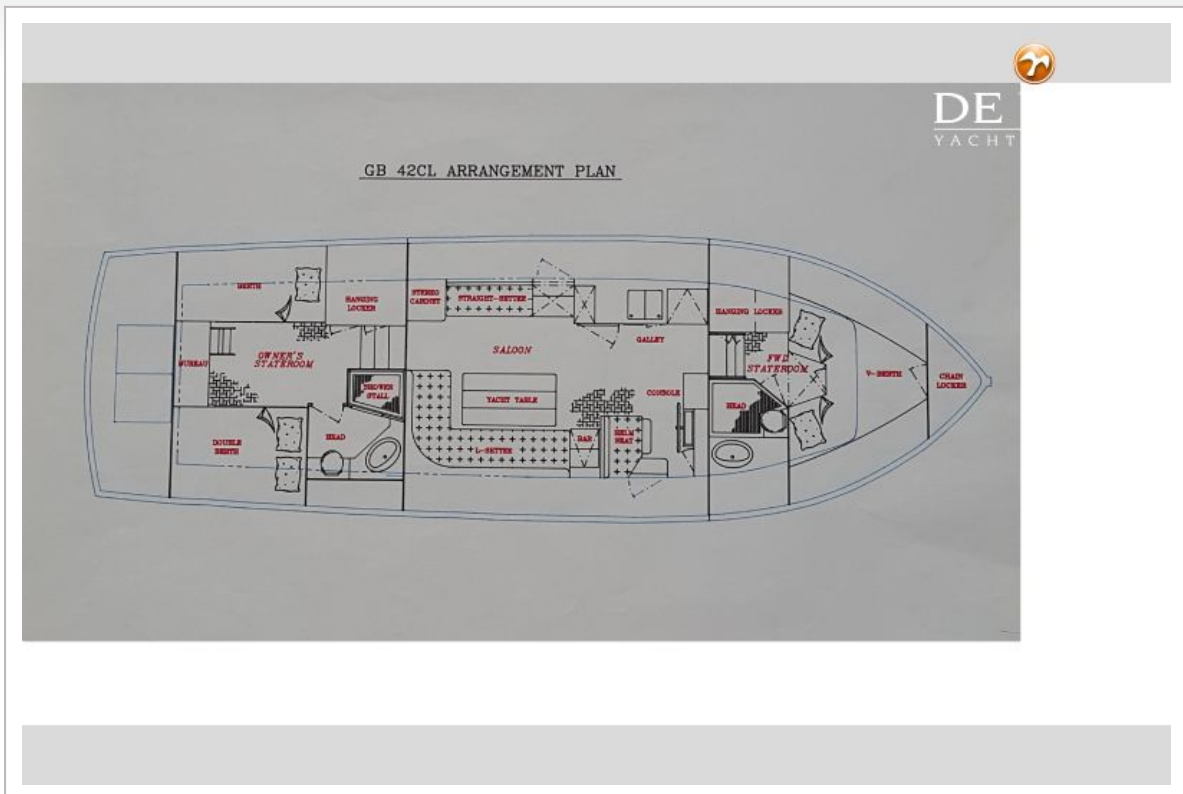 DE
YACHT
GB 42CL ARRANGEMENT PLAN
BERTH
HANGING
LOCKER
STEREO
CABINET
STRAIGHT-SETTEE
GALLEY
HANGING LOCKER
BUREAU
OWNER'S
STATEROOM
SALOON
FWD
STATEROOM
V-BERTH
CHAIN
LOCKER
SHOWER
STALL
YACHT TABLE
CONSOLE
HEAD
DOUBLE
BERTH
HEAD
L-SETTEE
BAR
HELM
SEAT